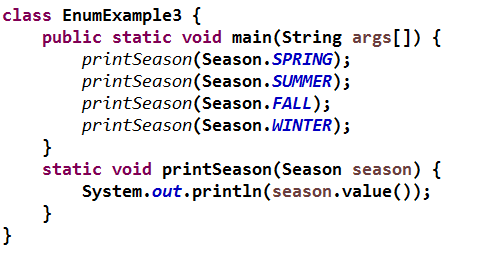 class EnumExample3 {
    public static void main(String args[]) {
        printSeason(Season.SPRING);
        printSeason(Season.SUMMER);
        printSeason(Season.FALL);
        printSeason(Season.WINTER);
    }
    static void printSeason(Season season) {
        System.out.println(season.value());
    }
}